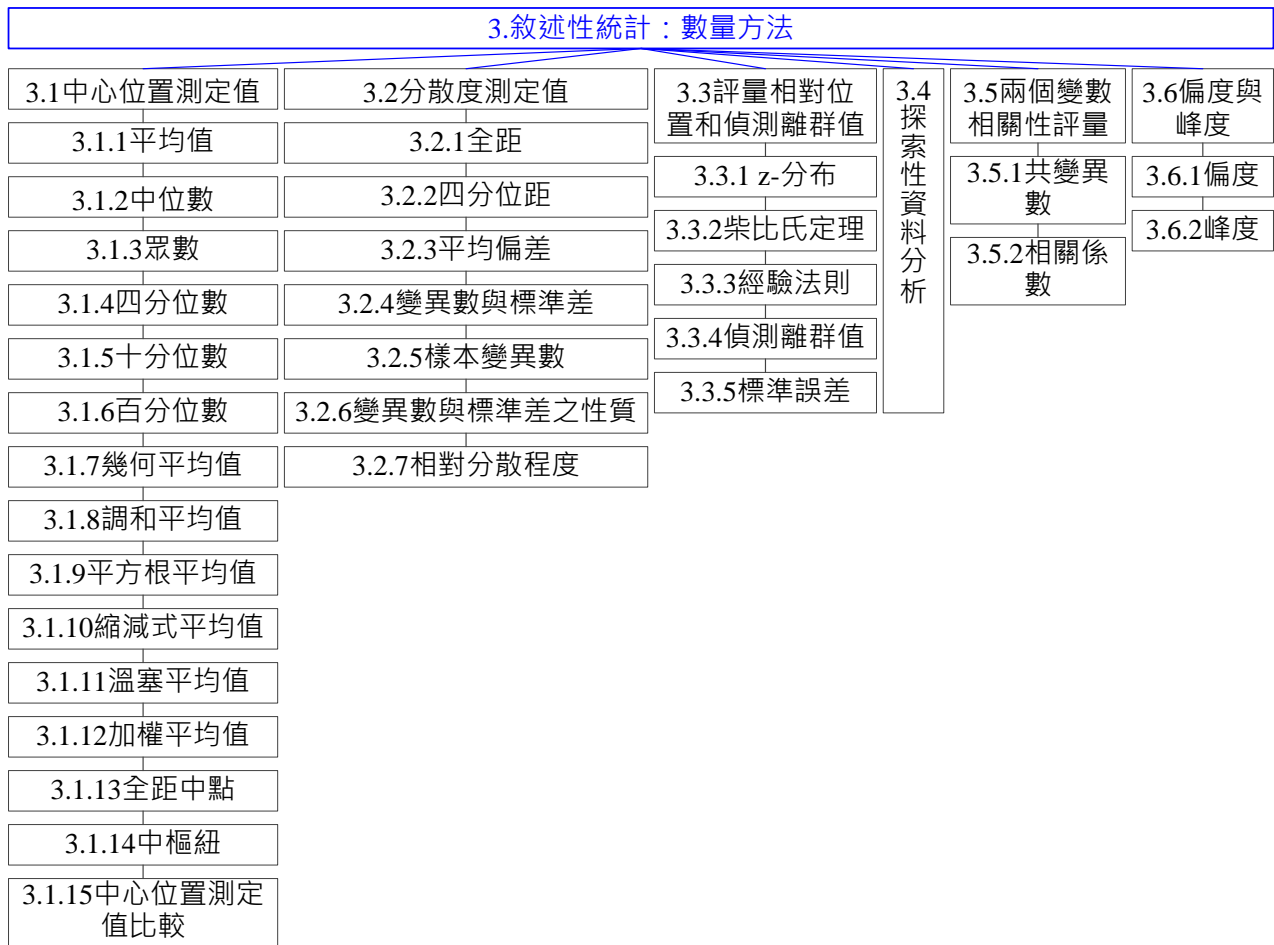 3.敘述性統計：數量方法
3.1中心位置測定值
3.1.1平均值
3.1.2中位數
3.1.3眾數
3.1.4四分位數
3.1.5十分位數
3.1.6百分位數
3.1.7幾何平均值
3.1.8調和平均值
3.1.9平方根平均值
3.1.10縮減式平均值
3.1.11溫塞平均值
3.1.12加權平均值
3.1.13全距中點
3.1.14中樞紐
3.1.15中心位置測定
值比較
3.2分散度測定值
3.2.1全距
3.2.2四分位距
3.2.3平均偏差
3.2.4變異數與標準差
3.2.5樣本變異數
3.2.6變異數與標準差之性質
3.2.7相對分散程度
3.3評量相對位
置和偵測離群值
3.3.1 z-分布
3.3.2柴比氏定理
3.3.3經驗法則
3.3.4偵測離群值
3.3.5標準誤差
3.4
探索性資料分析
3.5兩個變數
相關性評量
3.5.1共變異
數
3.5.2相關係
數
3.6偏度與
峰度
3.6.1偏度
3.6.2峰度